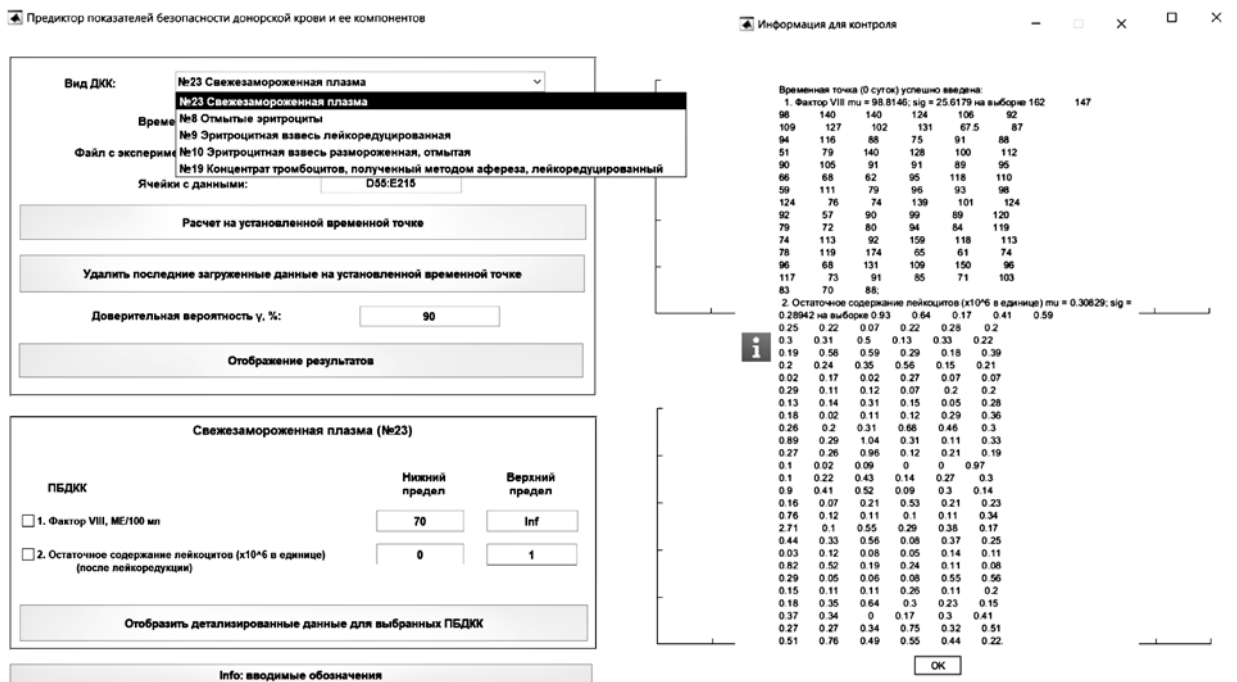 Предиктор показателей безопасности донорской крови и ее компонентов
Вид ДКК:
№23 Свежезамороженная плазма
№23 Свежезамороженная плазма
№8 Отмытые эритроциты
№9 Эритроцитная взвесь лейкоредуцированная
№10 Эритроцитная взвесь размороженная, отмытая
№19 Концентрат тромбоцитов, полученный методом афереза, лейкоредуцированный
Време
Файл с экспериме
Ячейки с данными:
D55:E215
Расчет на установленной временной точке
Удалить последние загруженные данные на установленной временной точке
Доверительная вероятность γ, %:
90
Отображение результатов
Свежезамороженная плазма (№23)
ПБДКК
Нижний
предел
Верхний
предел
1. Фактор VIII, МЕ/100 мл
70
Inf
2. Остаточное содержание лейкоцитов (x10^6 в единице)
(после лейкоредукции)
0
1
Отобразить детализированные данные для выбранных ПБДКК
Info: вводимые обозначения
Информация для контроля
Временная точка (0 суток) успешно введена:
1. Фактор VIII mu = 98.8146; sig = 25.6179 на выборке 162 147
98 140 140 124 106 92
109 127 102 131 67.5 87
94 116 88 75 91 88
51 79 140 128 100 112
90 105 91 91 89 95
66 68 62 95 118 110
59 111 79 96 93 98
124 76 74 139 101 124
92 57 90 99 89 120
79 72 80 94 84 119
74 113 92 159 118 113
78 119 174 65 61 74
96 68 131 109 150 96
117 73 91 85 71 103
83 70 88;
2. Остаточное содержание лейкоцитов (x10^6 в единице) mu = 0.30829; sig =
0.28942 на выборке 0.93 0.64 0.17 0.41 0.59
0.25 0.22 0.07 0.22 0.28 0.2
0.3 0.31 0.5 0.13 0.33 0.22
0.19 0.58 0.59 0.29 0.18 0.39
0.2 0.24 0.35 0.56 0.15 0.21
0.02 0.17 0.02 0.27 0.07 0.07
0.29 0.11 0.12 0.07 0.2 0.2
0.13 0.14 0.31 0.15 0.05 0.28
0.18 0.02 0.11 0.12 0.29 0.36
0.26 0.2 0.31 0.68 0.46 0.3
0.89 0.29 1.04 0.31 0.11 0.33
0.27 0.26 0.96 0.12 0.21 0.19
0.1 0.02 0.09 0 0 0.97
0.1 0.22 0.43 0.14 0.27 0.3
0.9 0.41 0.52 0.09 0.3 0.14
0.16 0.07 0.21 0.53 0.21 0.23
0.76 0.12 0.11 0.1 0.11 0.34
2.71 0.1 0.55 0.29 0.38 0.17
0.44 0.33 0.56 0.08 0.37 0.25
0.03 0.12 0.08 0.05 0.14 0.11
0.82 0.52 0.19 0.24 0.11 0.08
0.29 0.05 0.06 0.08 0.55 0.56
0.15 0.11 0.11 0.26 0.11 0.2
0.18 0.35 0.64 0.3 0.23 0.15
0.37 0.34 0 0.17 0.3 0.41
0.27 0.27 0.34 0.75 0.32 0.51
0.51 0.76 0.49 0.55 0.44 0.22.
OK